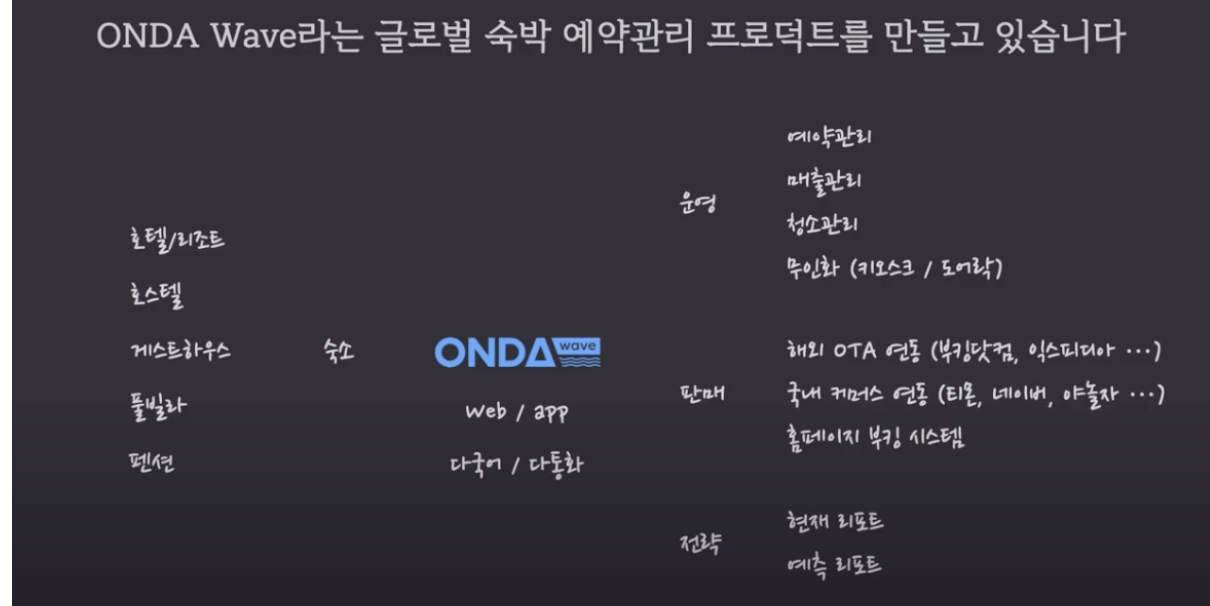 ONDA Wave라는 글로벌 숙박 예약관리 프로덕트를 만들고 있습니다
호텔/리조트
호스텔
게스트하우스
풀빌라
펜션
숙소
ONDA wave
web / app
다국어 / 다통화
운영
예약관리
매출관리
청소관리
무인화 (키오스크 / 도어락)
판매
해외 OTA 연동 (부킹닷컴, 익스피디아 ...)
국내 커머스 연동 (티몬, 네이버, 야놀자 ...)
홈페이지 부킹 시스템
전략
현재 리포트
예측 리포트